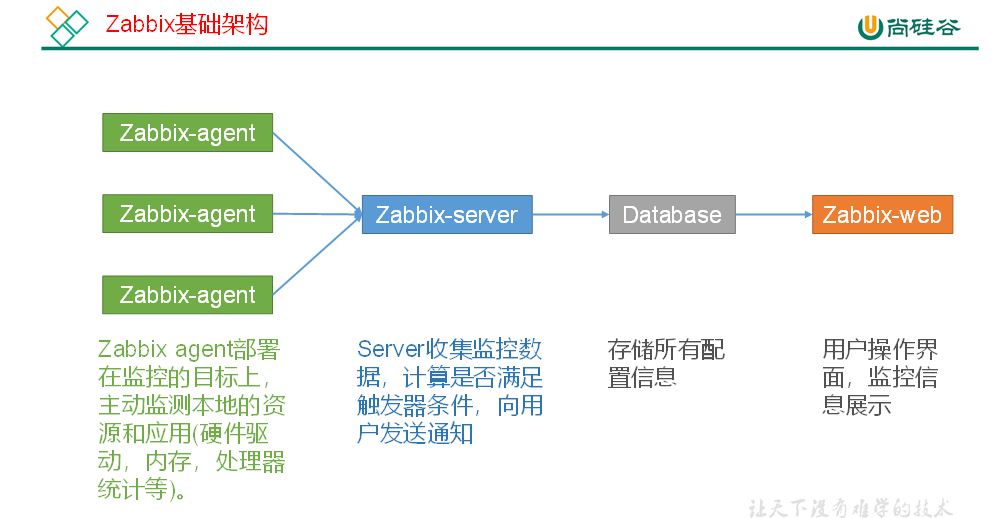 Zabbix基础架构
尚硅谷
Zabbix-agent
Zabbix-agent
Zabbix-server
Database
Zabbix-web
Zabbix-agent
Zabbix agent部署
在监控的目标上，
主动监测本地的资
源和应用(硬件驱
动，内存，处理器
统计等)。
Server收集监控数
据，计算是否满足
触发器条件，向用
户发送通知
存储所有配
置信息
用户操作界
面，监控信
息展示
让天下没有难学的技术